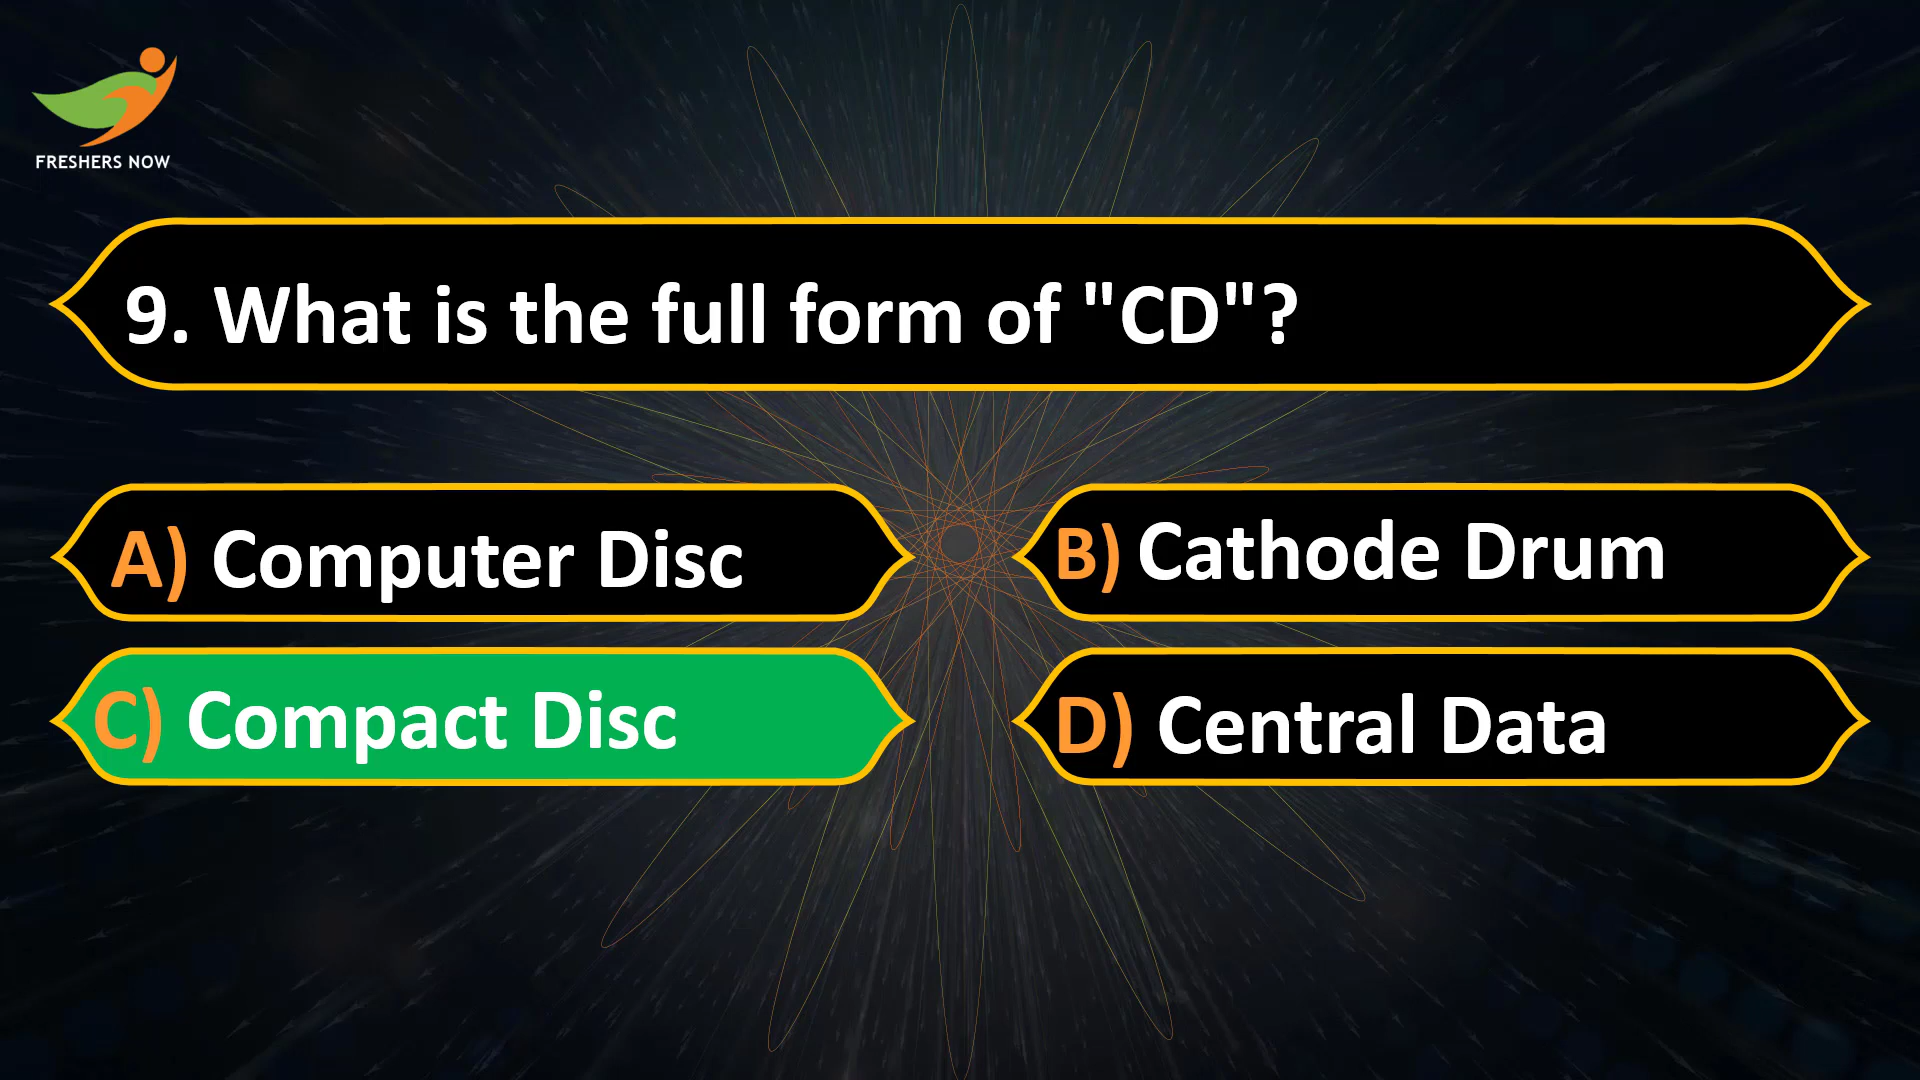 FRESHERS NOW
9. What is the full form of "CD"?
A) Computer Disc
B) Cathode Drum
C) Compact Disc
D) Central Data